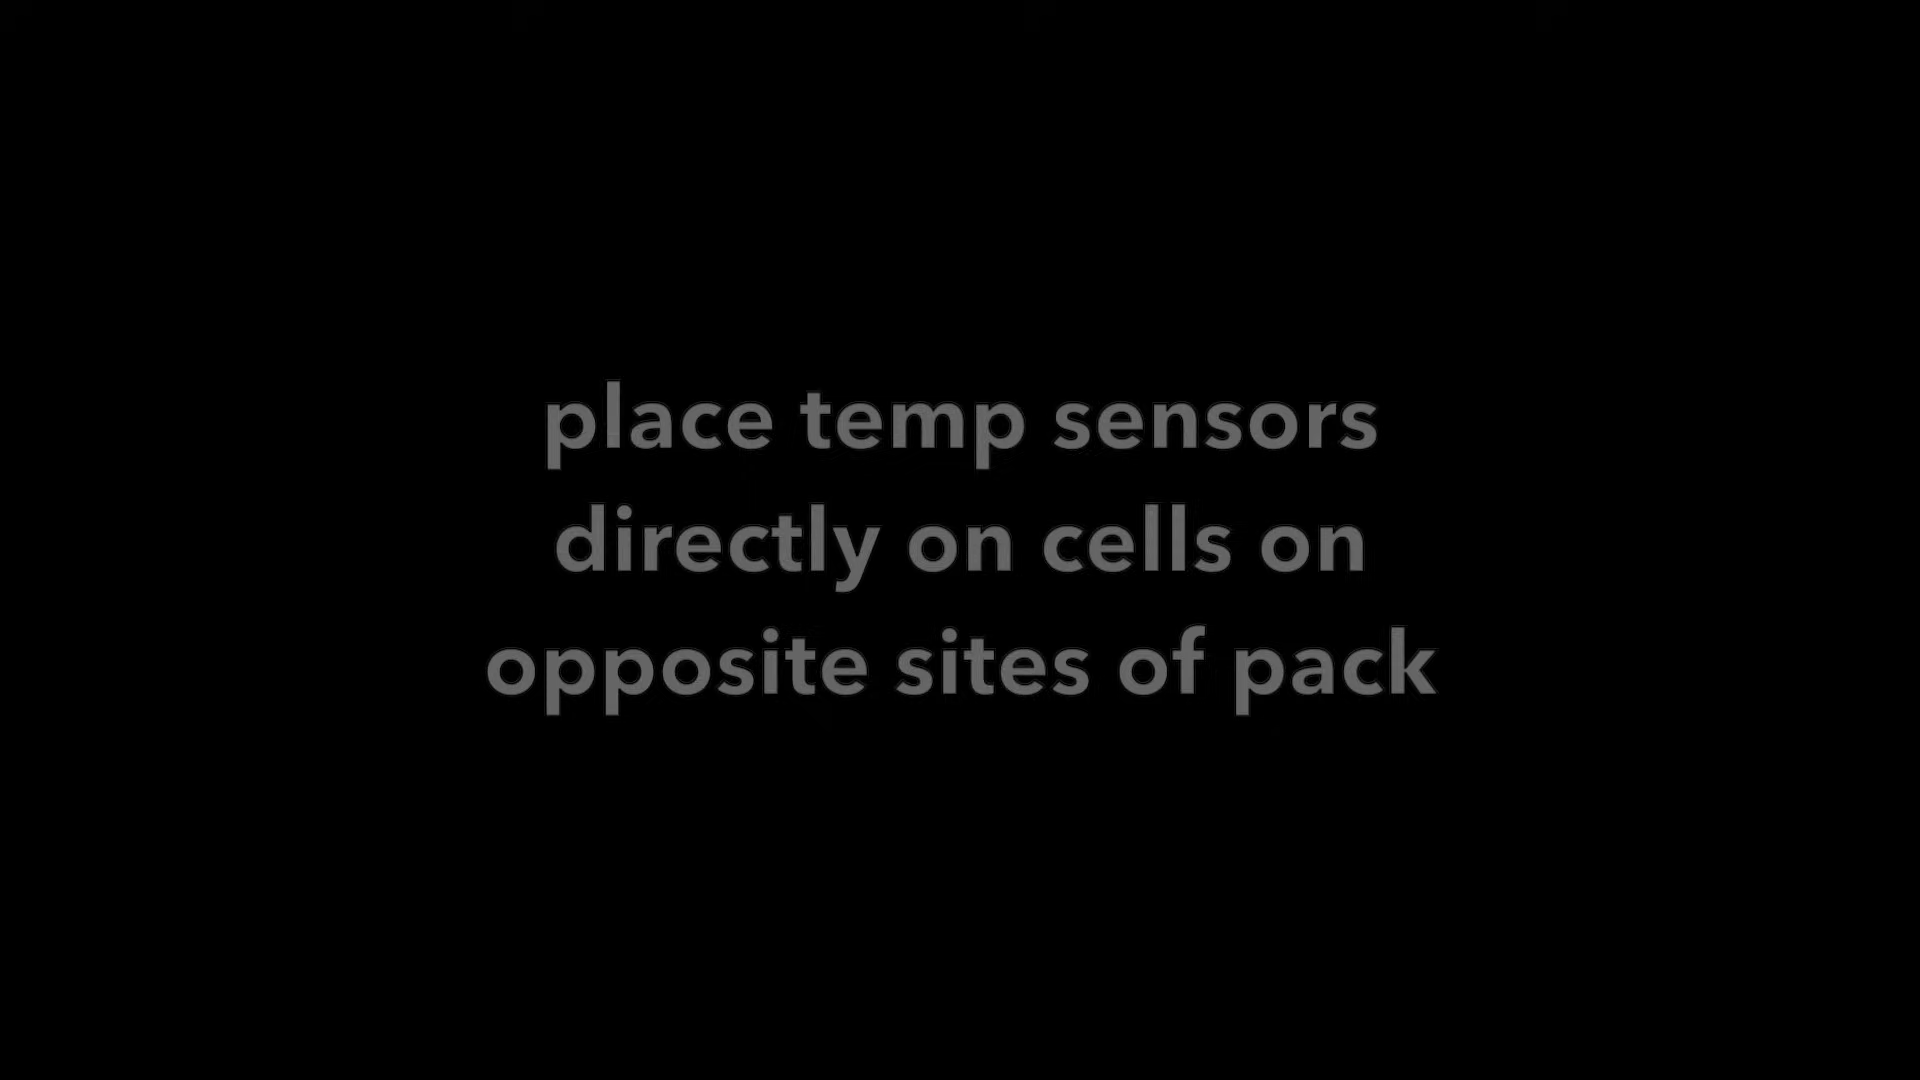 place temp sensors
directly on cells on
opposite sites of pack